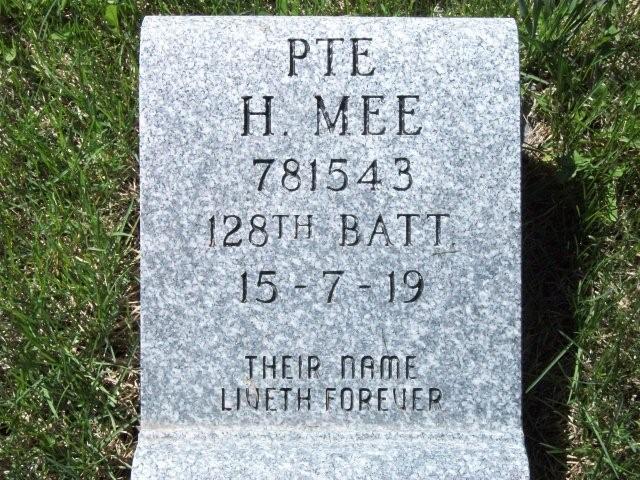 PTE
H. MEE
781543
128TH BATT.
15-7-19
THEIR NAME
LIVETH FOREVER